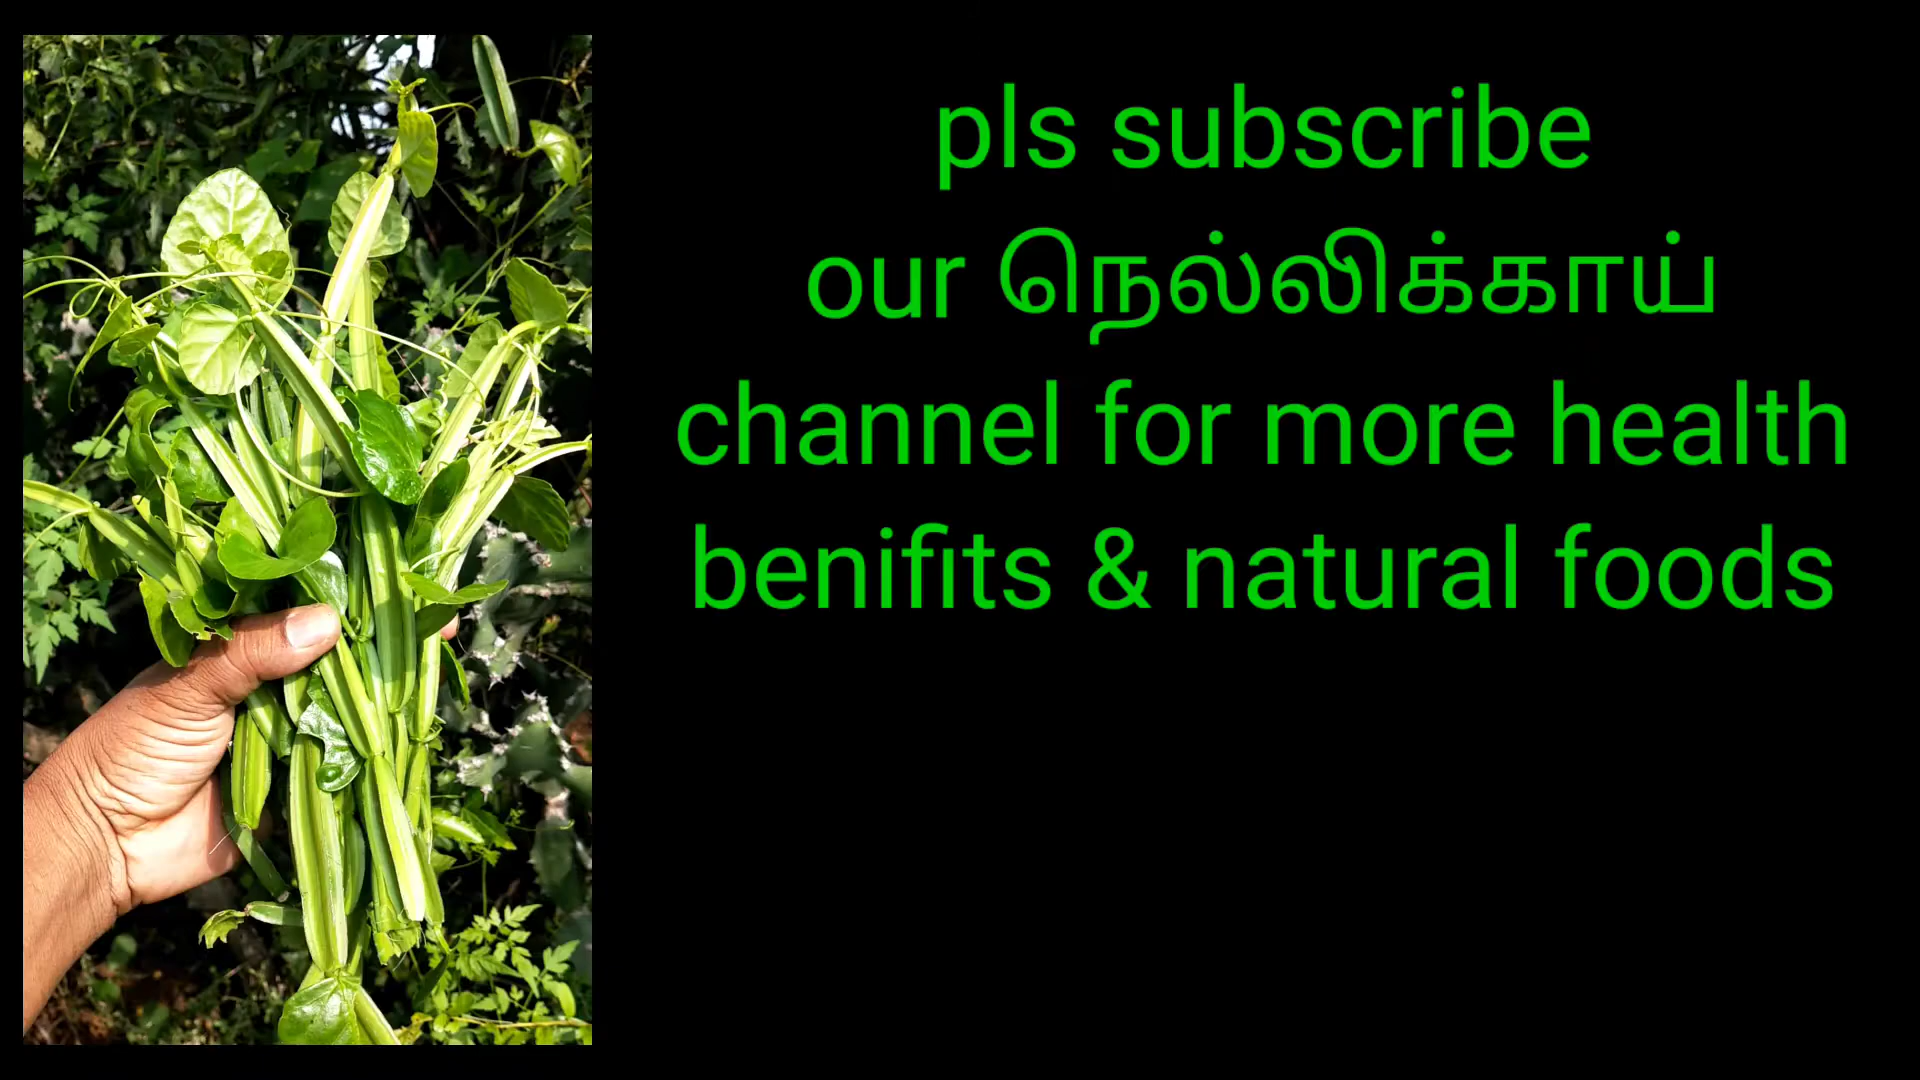 pls subscribe
our நெல்லிக்காய்
channel for more health
benifits & natural foods